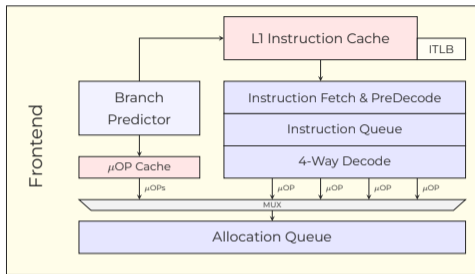 Frontend
L1 Instruction Cache
ITLB
Branch
Predictor
Instruction Fetch & PreDecode
Instruction Queue
4-Way Decode
μOP Cache
μOPs
μOP μOP μOP μOP
MUX
Allocation Queue